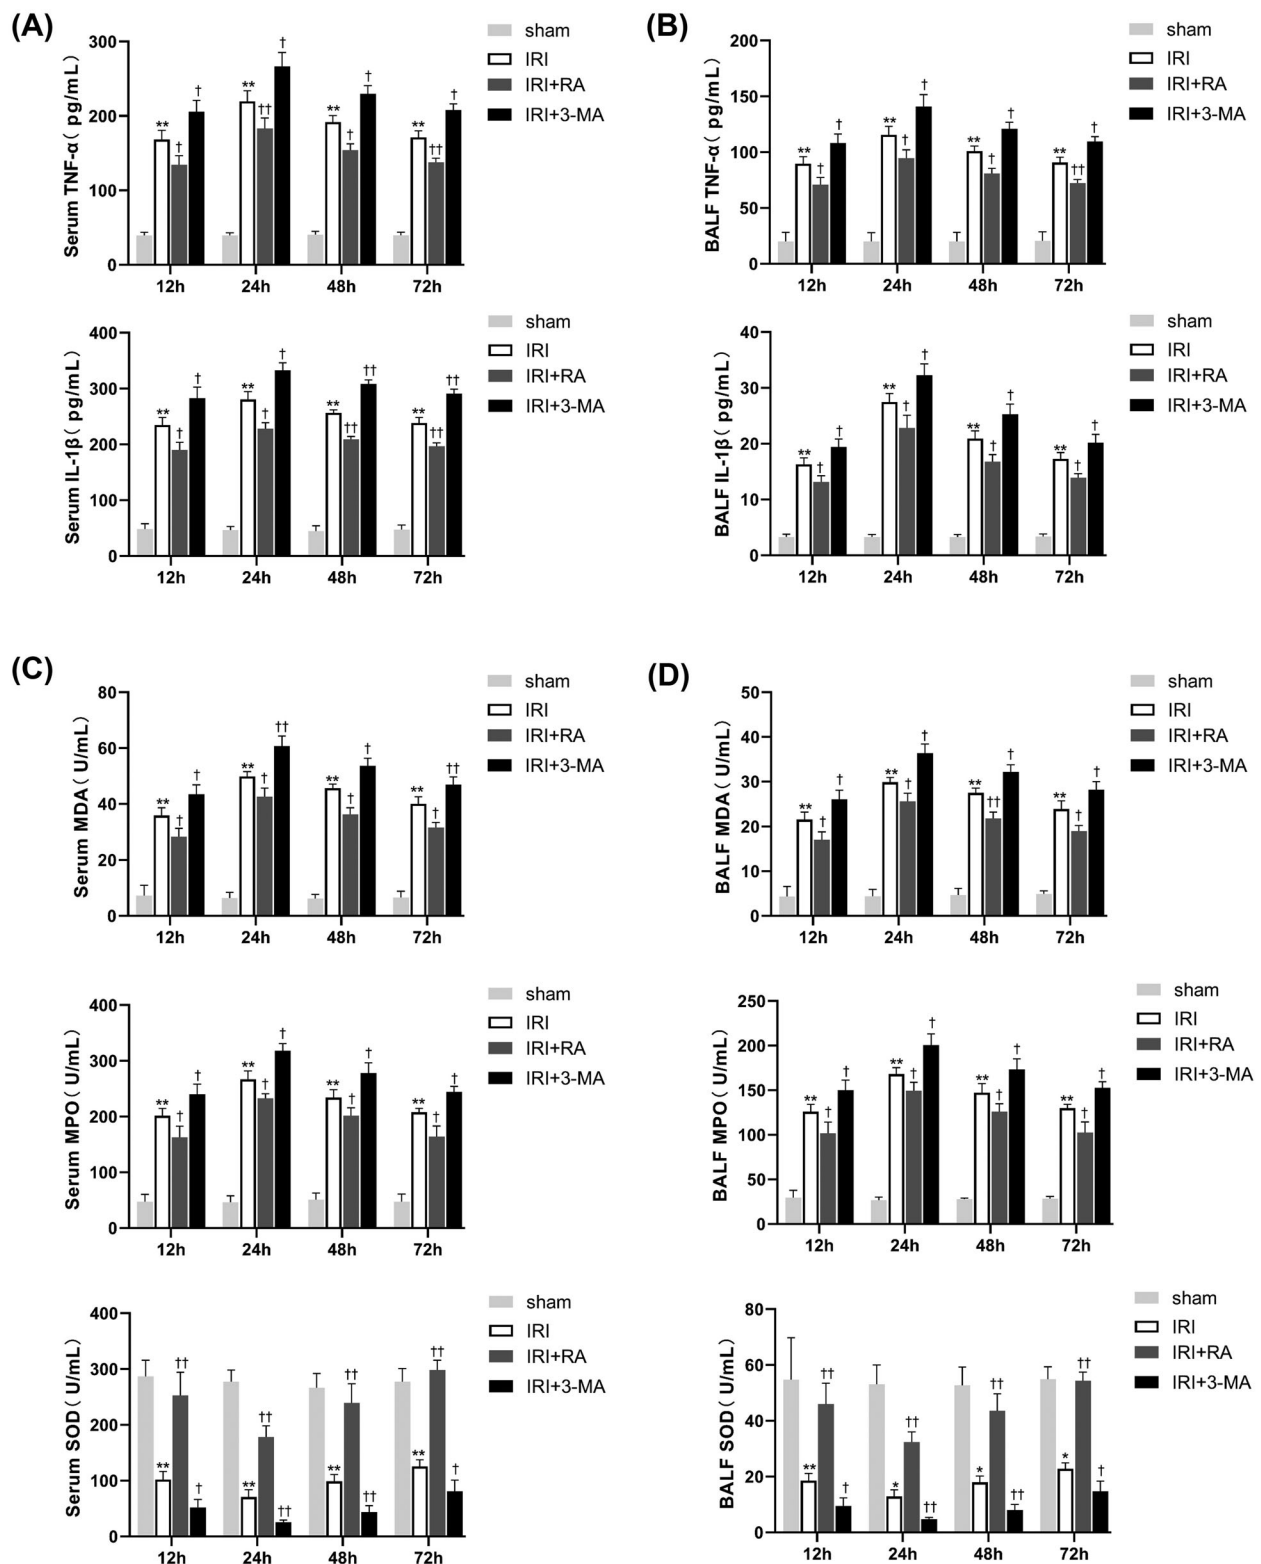 (A)
sham
IRI
IRI+RA
IRI+3-MA
Serum TNF-α( pg/mL)
300
200
100
0
** † †
** †† †
** † †
** †† †
12h 24h 48h 72h
(B)
sham
IRI
IRI+RA
IRI+3-MA
BALF TNF-α( pg/mL)
200
150
100
50
0
** † †
** † †
** † †
** †† †
12h 24h 48h 72h
sham
IRI
IRI+RA
IRI+3-MA
Serum IL-1β( pg/mL)
400
300
200
100
0
** † †
** † †
** †† ††
** †† ††
12h 24h 48h 72h
sham
IRI
IRI+RA
IRI+3-MA
BALF IL-1β( pg/mL)
40
30
20
10
0
** † †
** † †
** † †
** † †
12h 24h 48h 72h
(C)
sham
IRI
IRI+RA
IRI+3-MA
Serum MDA( U/mL)
80
60
40
20
0
** † †
** † ††
** † †
** † ††
12h 24h 48h 72h
(D)
sham
IRI
IRI+RA
IRI+3-MA
BALF MDA( U/mL)
50
40
30
20
10
0
** † †
** † †
** †† †
** † †
12h 24h 48h 72h
sham
IRI
IRI+RA
IRI+3-MA
Serum MPO( U/mL)
400
300
200
100
0
** † †
** † †
** † †
** † †
12h 24h 48h 72h
sham
IRI
IRI+RA
IRI+3-MA
BALF MPO( U/mL)
250
200
150
100
50
0
** † †
** † †
** † †
** † †
12h 24h 48h 72h
sham
IRI
IRI+RA
IRI+3-MA
Serum SOD( U/mL)
400
300
200
100
0
** †† †
** †† ††
** †† ††
** †† †
12h 24h 48h 72h
sham
IRI
IRI+RA
IRI+3-MA
BALF SOD( U/mL)
80
60
40
20
0
** †† †
* †† ††
* †† ††
* †† †
12h 24h 48h 72h